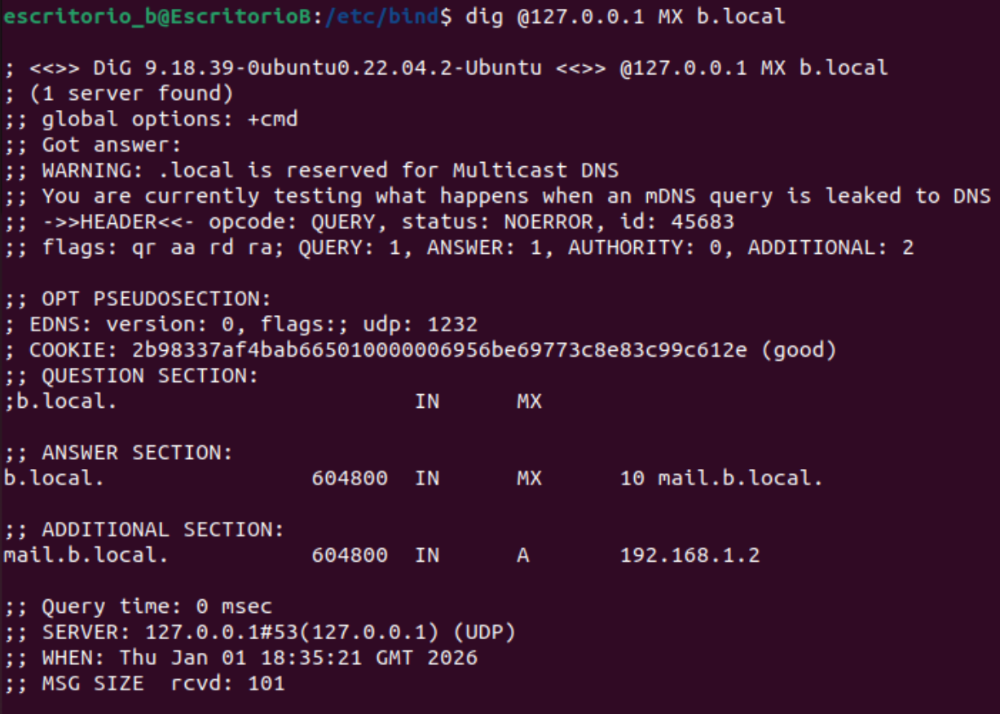 escritorio_b@EscritorioB:/etc/bind$ dig @127.0.0.1 MX b.local

; <<>> DiG 9.18.39-0ubuntu0.22.04.2-Ubuntu <<>> @127.0.0.1 MX b.local
; (1 server found)
;; global options: +cmd
;; Got answer:
;; WARNING: .local is reserved for Multicast DNS
;; You are currently testing what happens when an mDNS query is leaked to DNS
;; ->>HEADER<<- opcode: QUERY, status: NOERROR, id: 45683
;; flags: qr aa rd ra; QUERY: 1, ANSWER: 1, AUTHORITY: 0, ADDITIONAL: 2

;; OPT PSEUDOSECTION:
; EDNS: version: 0, flags:; udp: 1232
; COOKIE: 2b98337af4bab665010000006956be69773c8e83c99c612e (good)
;; QUESTION SECTION:
;b.local.                       IN      MX

;; ANSWER SECTION:
b.local.                604800  IN      MX      10 mail.b.local.

;; ADDITIONAL SECTION:
mail.b.local.           604800  IN      A       192.168.1.2

;; Query time: 0 msec
;; SERVER: 127.0.0.1#53(127.0.0.1) (UDP)
;; WHEN: Thu Jan 01 18:35:21 GMT 2026
;; MSG SIZE  rcvd: 101